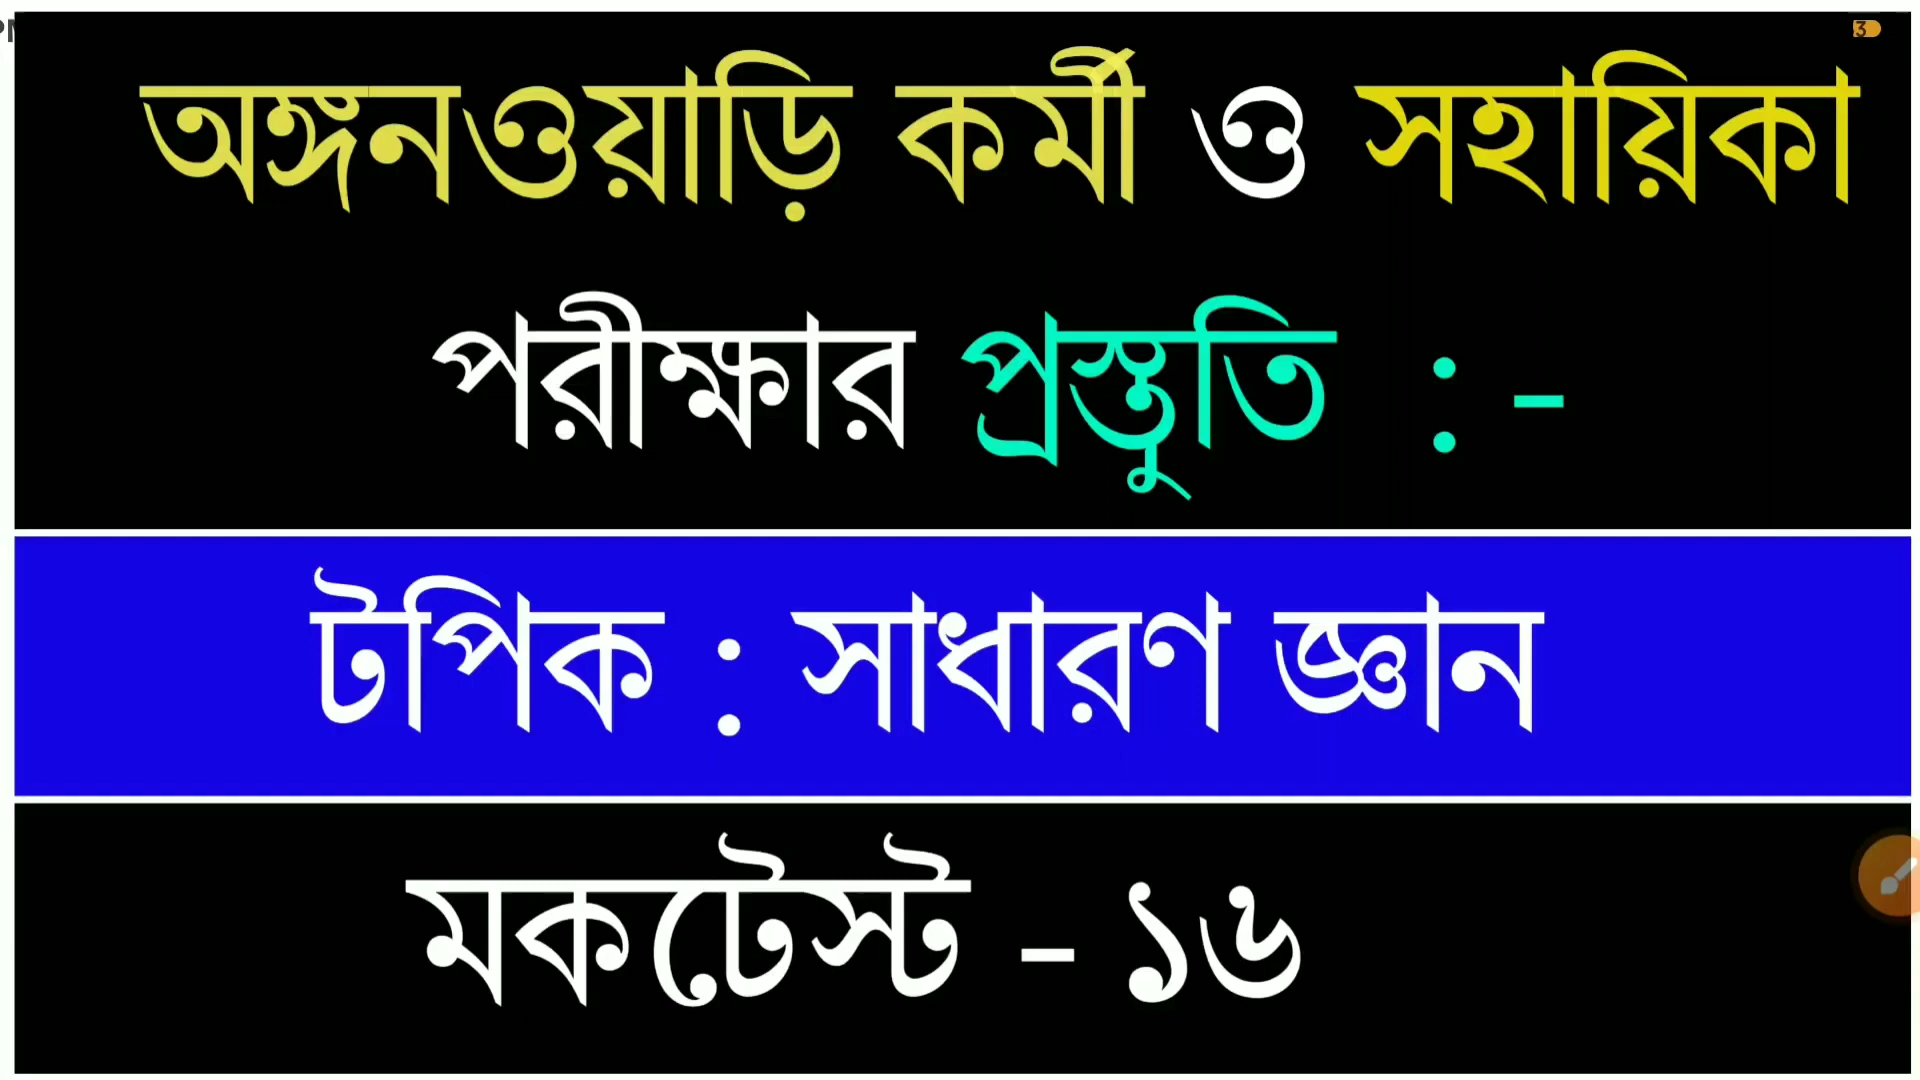 অঙ্গনওয়াড়ি কর্মী ও সহায়িকা
পরীক্ষার প্রস্তুতি : -
টপিক : সাধারণ জ্ঞান
মকটেস্ট - ১৬